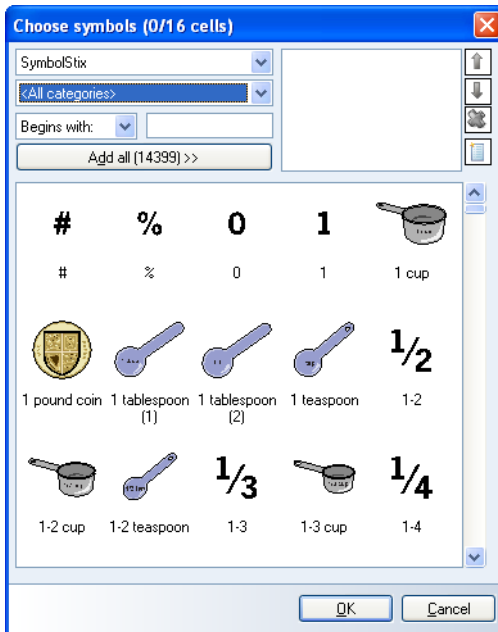 Choose symbols (0/16 cells)
SymbolStix
<All categories>
Begins with:
Add all (14399) >>
# % 0 1
# % 0 1 1 cup
1/2
1 pound coin 1 tablespoon (1) 1 tablespoon (2) 1 teaspoon 1-2
1/3 1/4
1-2 cup 1-2 teaspoon 1-3 1-3 cup 1-4
OK Cancel